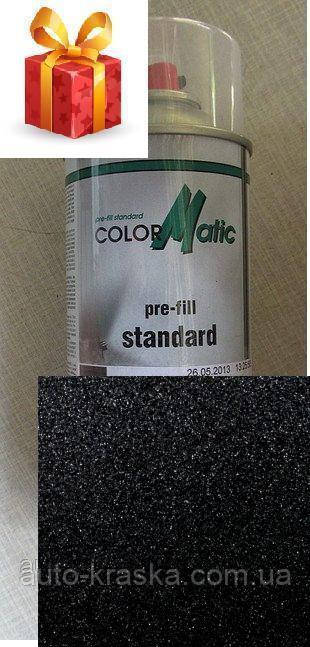 pre-fill standard
COLORMatic
pre-fill
standard
26.05.2013
auto-kraska.com.ua